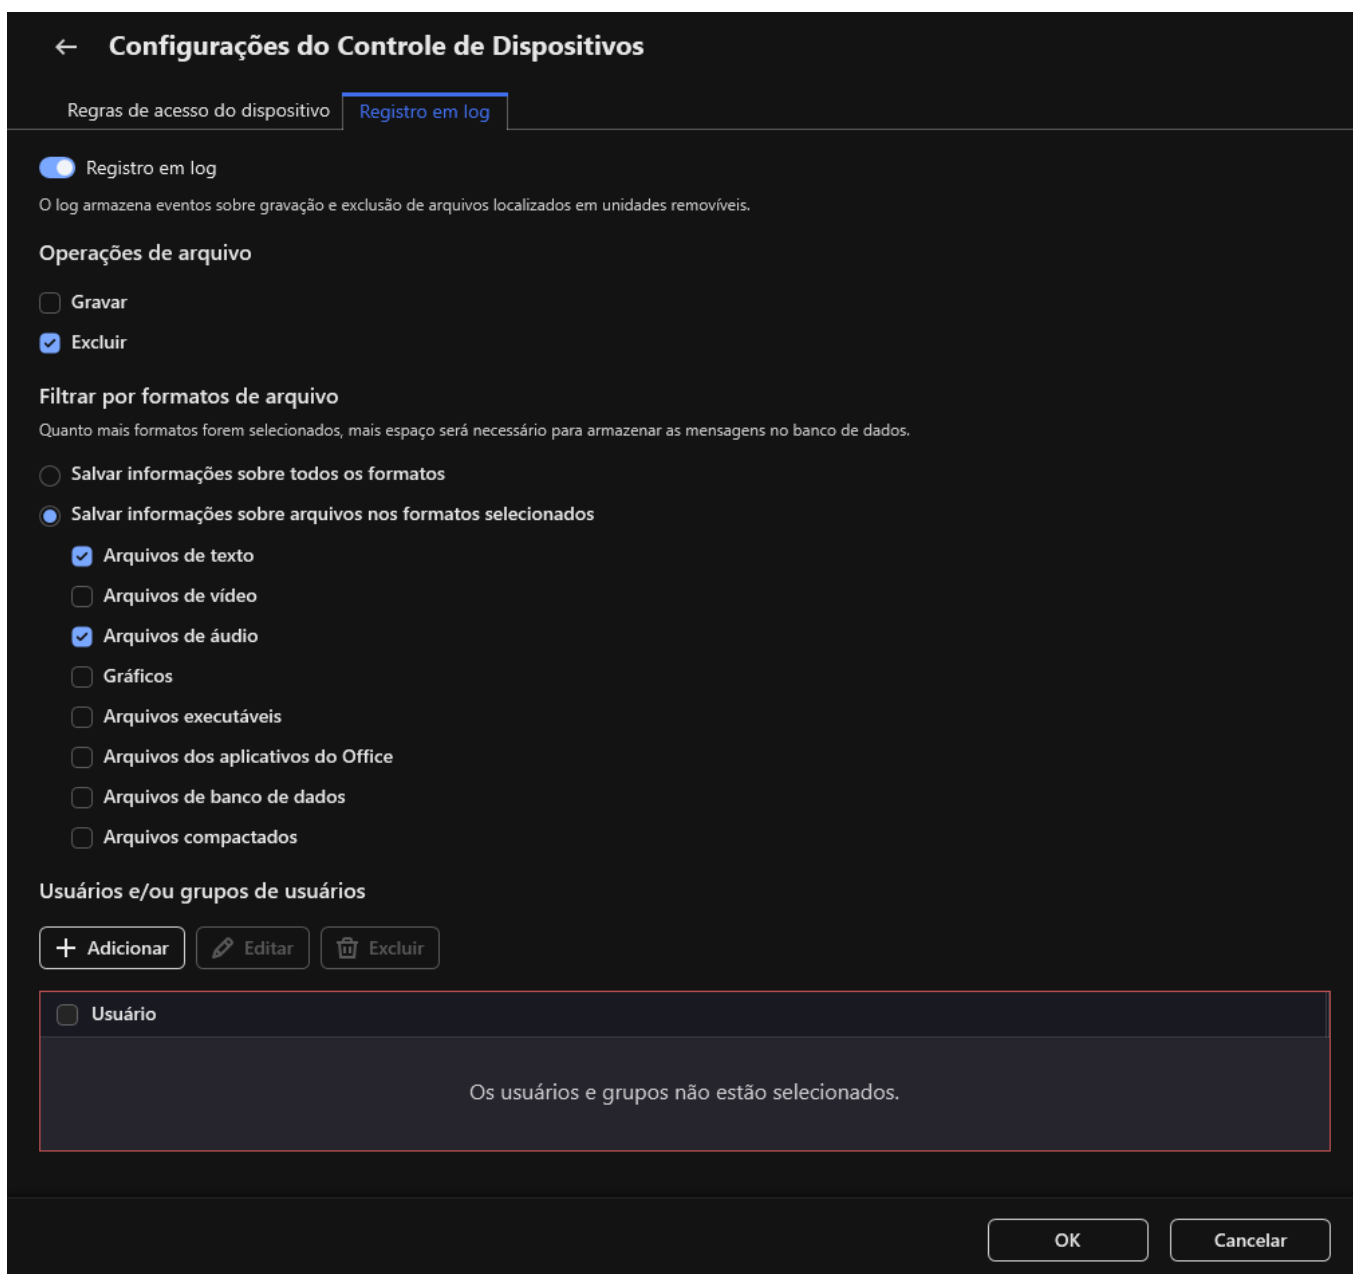 Configurações do Controle de Dispositivos
Regras de acesso do dispositivo
Registro em log
Registro em log
O log armazena eventos sobre gravação e exclusão de arquivos localizados em unidades removíveis.
Operações de arquivo
Gravar
Excluir
Filtrar por formatos de arquivo
Quanto mais formatos forem selecionados, mais espaço será necessário para armazenar as mensagens no banco de dados.
Salvar informações sobre todos os formatos
Salvar informações sobre arquivos nos formatos selecionados
Arquivos de texto
Arquivos de vídeo
Arquivos de áudio
Gráficos
Arquivos executáveis
Arquivos dos aplicativos do Office
Arquivos de banco de dados
Arquivos compactados
Usuários e/ou grupos de usuários
Adicionar
Editar
Excluir
Usuário
Os usuários e grupos não estão selecionados.
OK
Cancelar